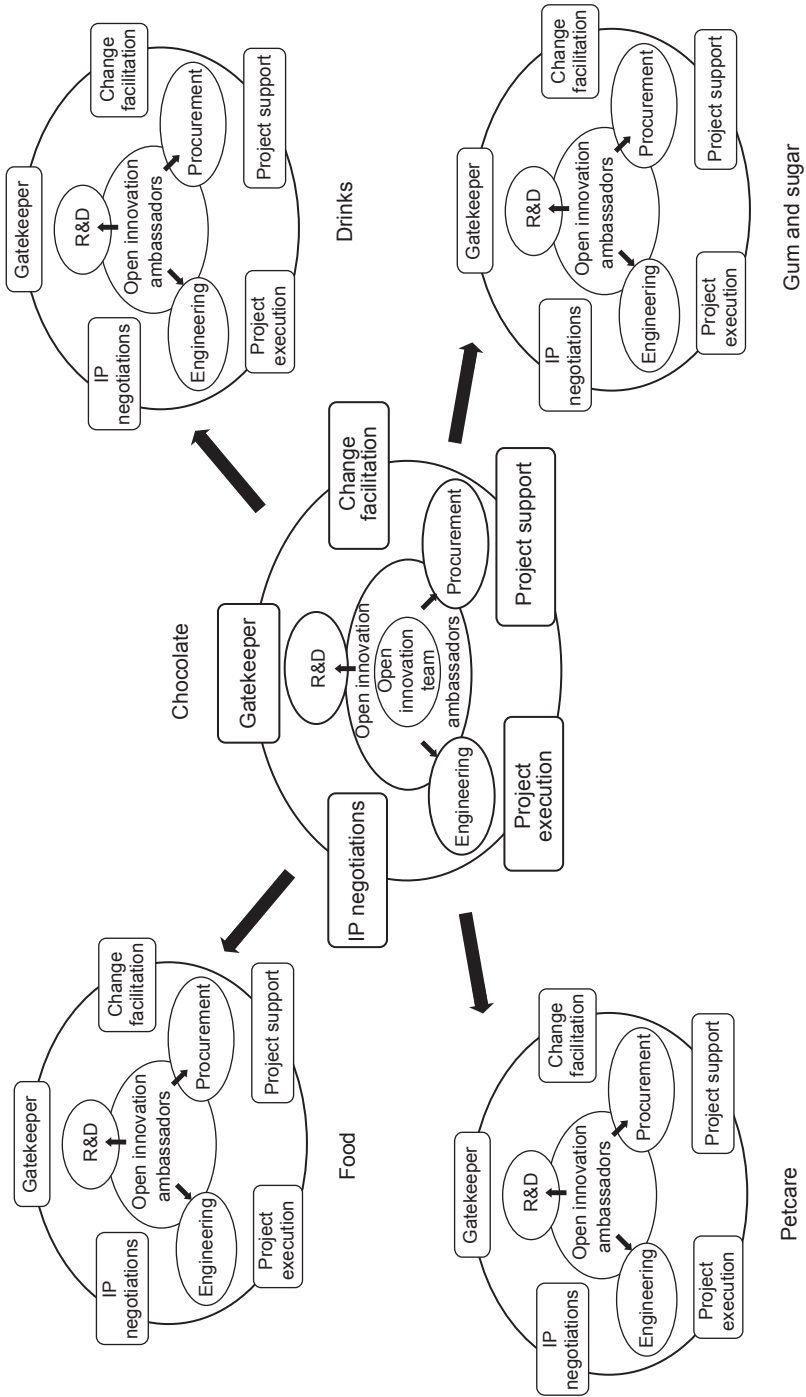 Gatekeeper
IP
negotiations
Change
facilitation
R&D
Open innovation
ambassadors
Engineering
Procurement
Project
execution
Project support
Food
Gatekeeper
IP
negotiations
Change
facilitation
R&D
Open innovation
ambassadors
Engineering
Procurement
Project
execution
Project support
Drinks
Chocolate
Gatekeeper
IP negotiations
Change
facilitation
R&D
Open innovation
Open
innovation
team
ambassadors
Engineering
Procurement
Project
execution
Project support
Gatekeeper
IP
negotiations
Change
facilitation
R&D
Open innovation
ambassadors
Engineering
Procurement
Project
execution
Project support
Petcare
Gatekeeper
IP
negotiations
Change
facilitation
R&D
Open innovation
ambassadors
Engineering
Procurement
Project
execution
Project support
Gum and sugar